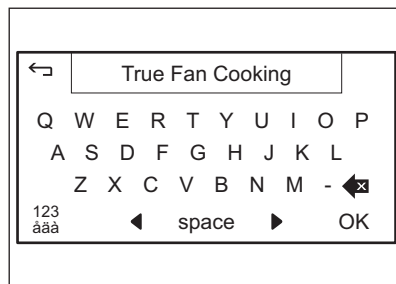 True Fan Cooking
Q W E R T Y U I O P
A S D F G H J K L
Z X C V B N M -
123
åäà
space
OK